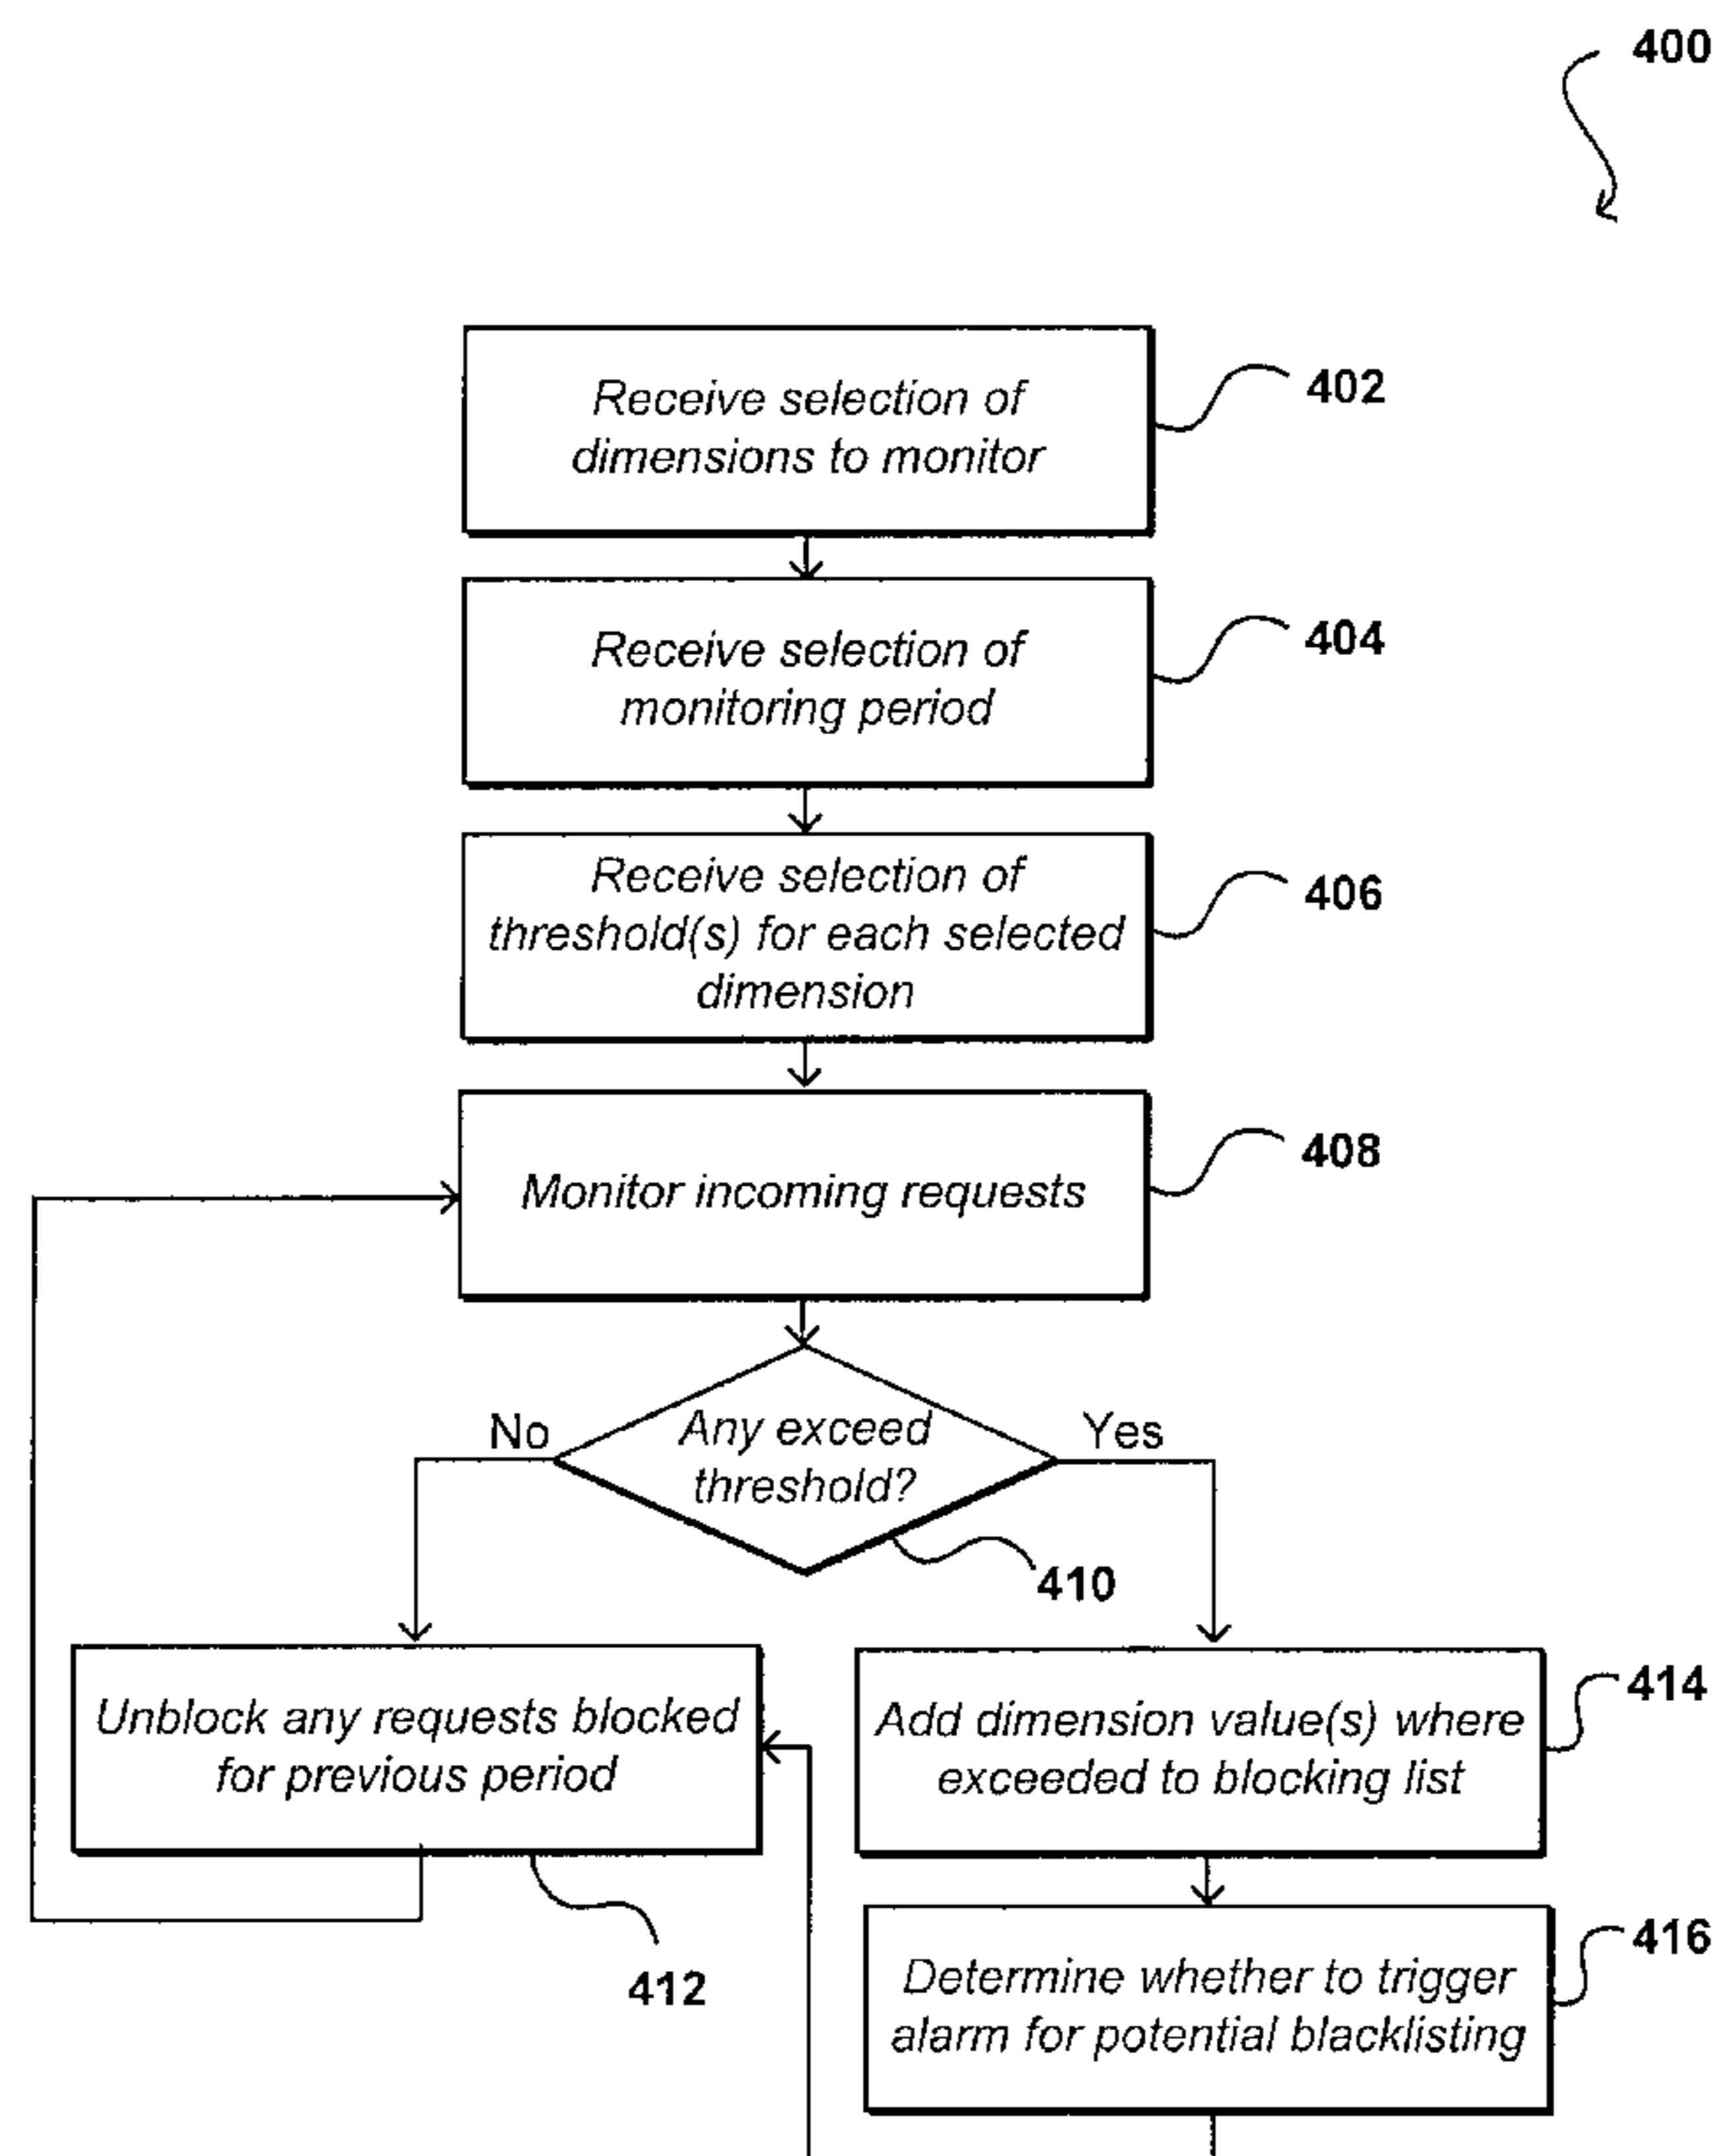 400
Receive selection of
dimensions to monitor
402
Receive selection of
monitoring period
404
Receive selection of
threshold(s) for each selected
dimension
406
Monitor incoming requests
408
No
Any exceed
threshold?
Yes
410
Unblock any requests blocked
for previous period
412
Add dimension value(s) where
exceeded to blocking list
414
Determine whether to trigger
alarm for potential blacklisting
416